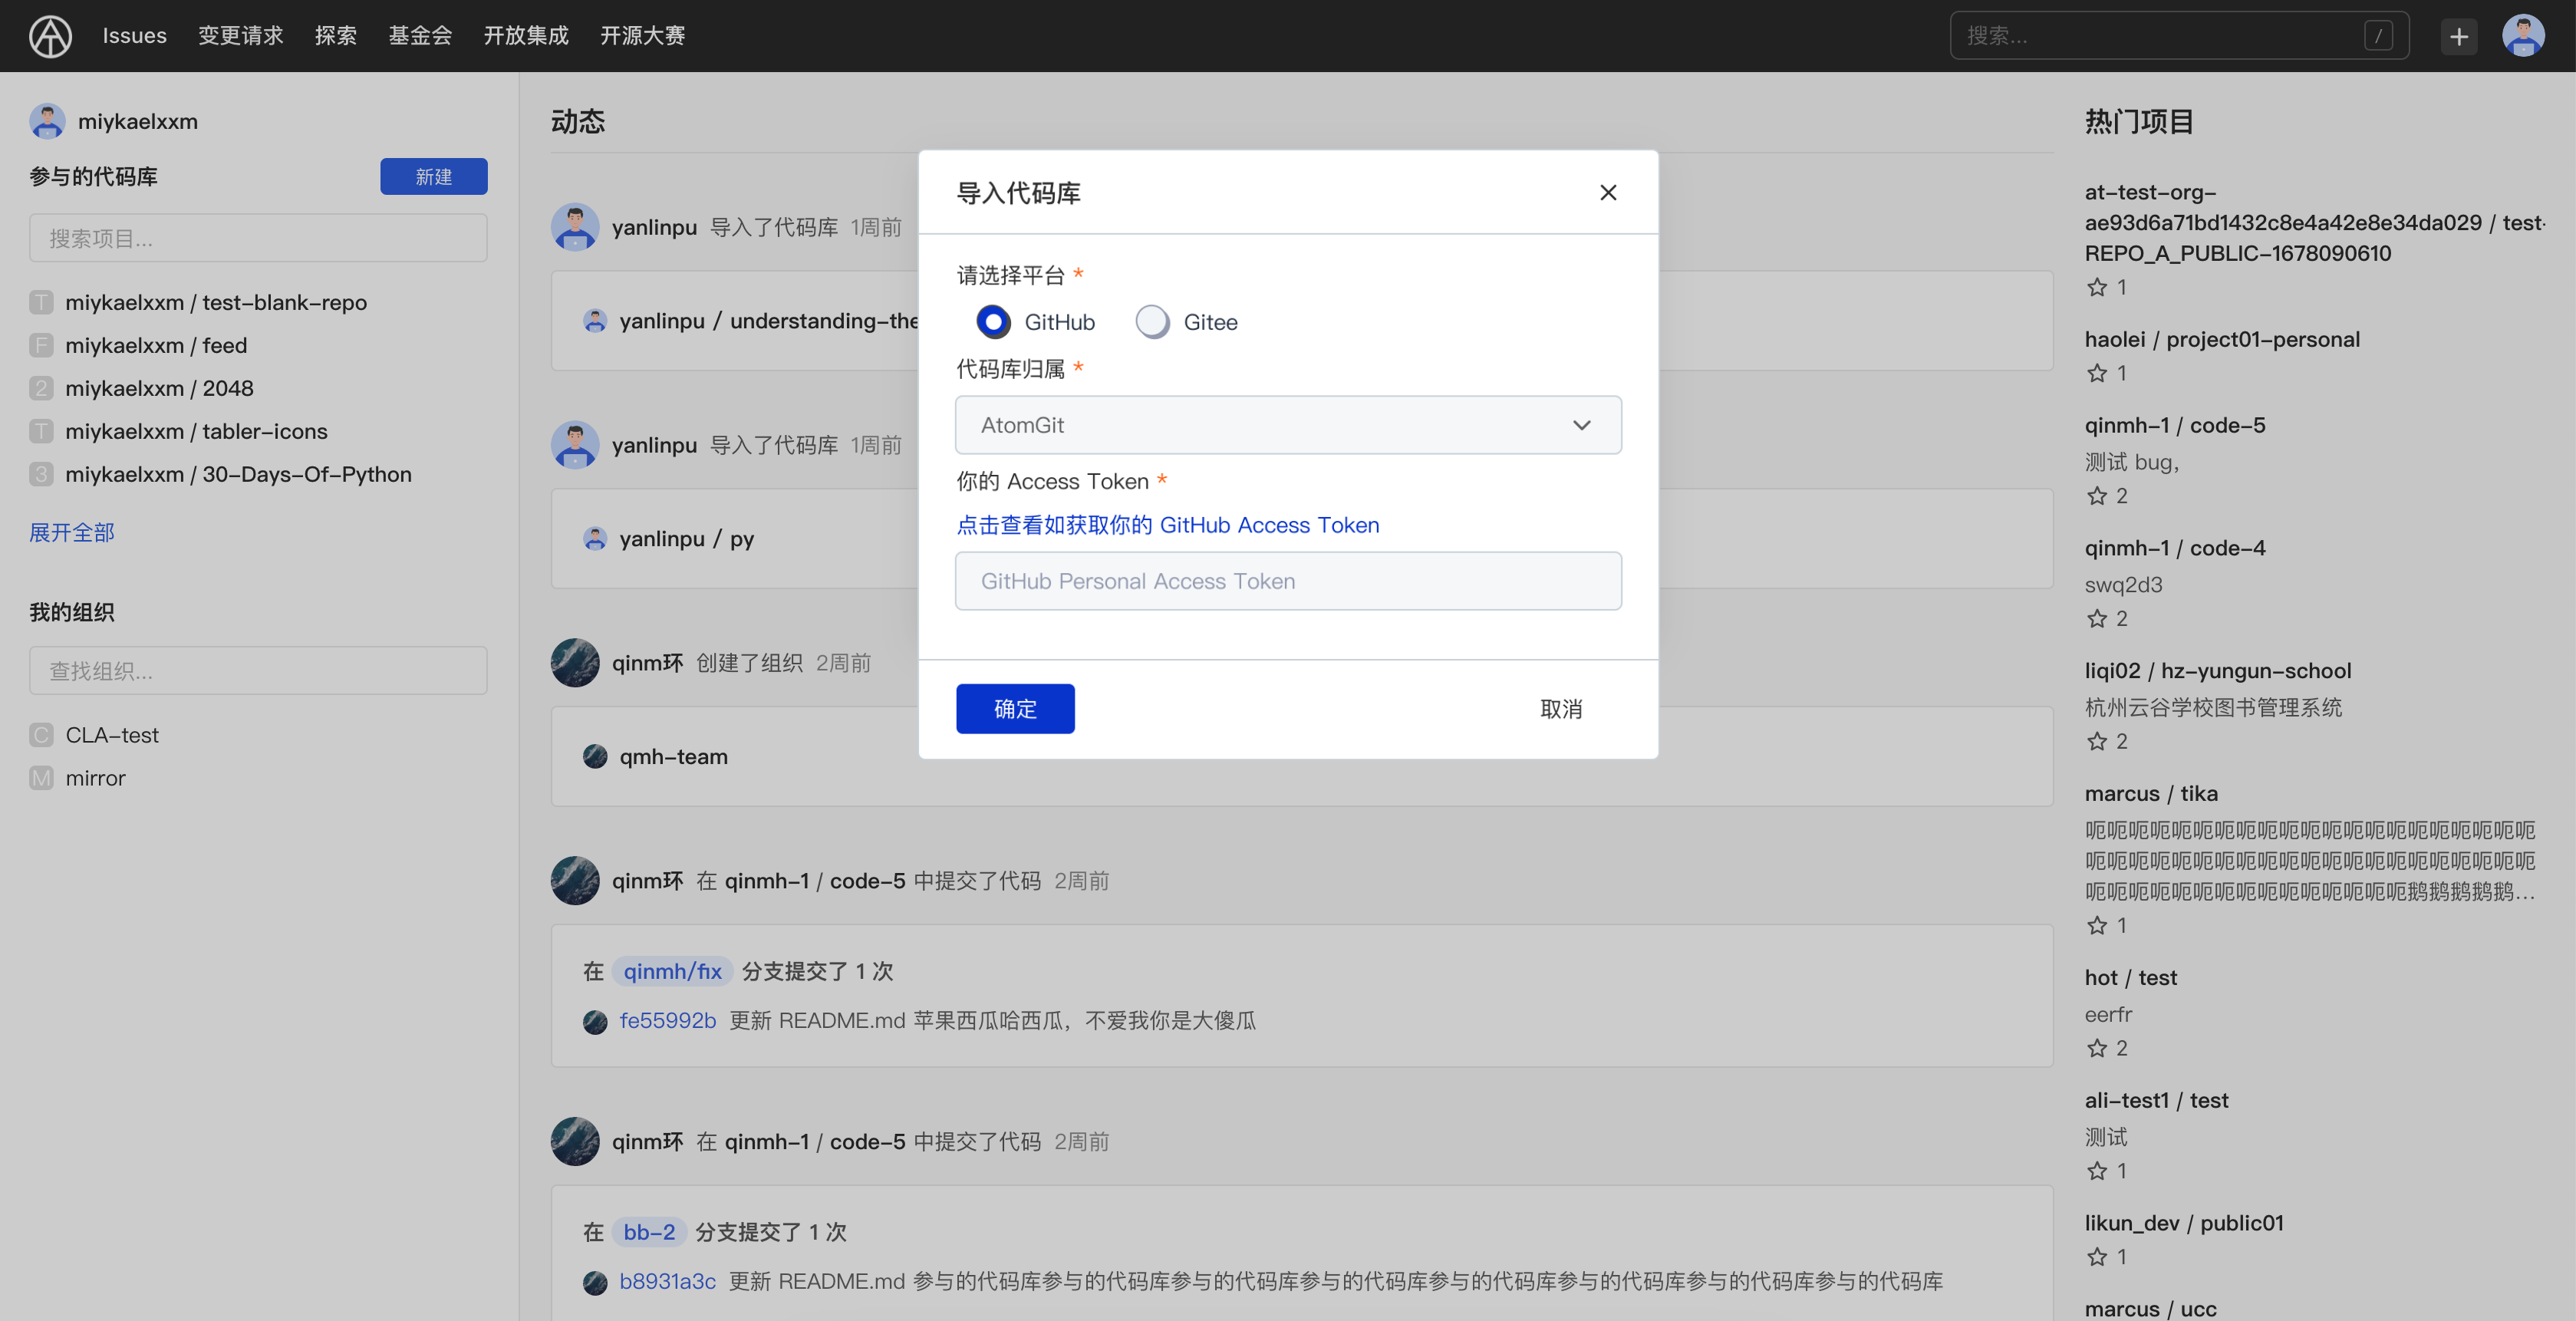 Issues 变更请求 探索 基金会 开放集成 开源大赛 搜索... /
miykaelxxm
参与的代码库 新建
搜索项目...
T miykaelxxm / test-blank-repo
F miykaelxxm / feed
2 miykaelxxm / 2048
T miykaelxxm / tabler-icons
3 miykaelxxm / 30-Days-Of-Python
展开全部
我的组织
查找组织...
C CLA-test
M mirror
动态
yanlinpu 导入了代码库 1周前
yanlinpu / understanding-the
yanlinpu 导入了代码库 1周前
yanlinpu / py
qinm环 创建了组织 2周前
qmh-team
qinm环 在 qinmh-1 / code-5 中提交了代码 2周前
在 qinmh/fix 分支提交了 1 次
fe55992b 更新 README.md 苹果西瓜哈西瓜，不爱我你是大傻瓜
qinm环 在 qinmh-1 / code-5 中提交了代码 2周前
在 bb-2 分支提交了 1 次
b8931a3c 更新 README.md 参与的代码库参与的代码库参与的代码库参与的代码库参与的代码库参与的代码库参与的代码库参与的代码库
导入代码库
请选择平台 *
GitHub Gitee
代码库归属 *
AtomGit
你的 Access Token *
点击查看如获取你的 GitHub Access Token
GitHub Personal Access Token
确定 取消
热门项目
at-test-org-
ae93d6a71bd1432c8e4a42e8e34da029 / test-
REPO_A_PUBLIC-1678090610
1
haolei / project01-personal
1
qinmh-1 / code-5
测试 bug，
2
qinmh-1 / code-4
swq2d3
2
liqi02 / hz-yungun-school
杭州云谷学校图书管理系统
2
marcus / tika
呃呃呃呃呃呃呃呃呃呃呃呃呃呃呃呃呃呃呃呃呃
呃呃呃呃呃呃呃呃呃呃呃呃呃呃呃呃呃呃呃呃呃
呃呃呃呃呃呃呃呃呃呃呃呃呃呃呃鹅鹅鹅鹅鹅...
1
hot / test
eerfr
2
ali-test1 / test
测试
1
likun_dev / public01
1
marcus / ucc